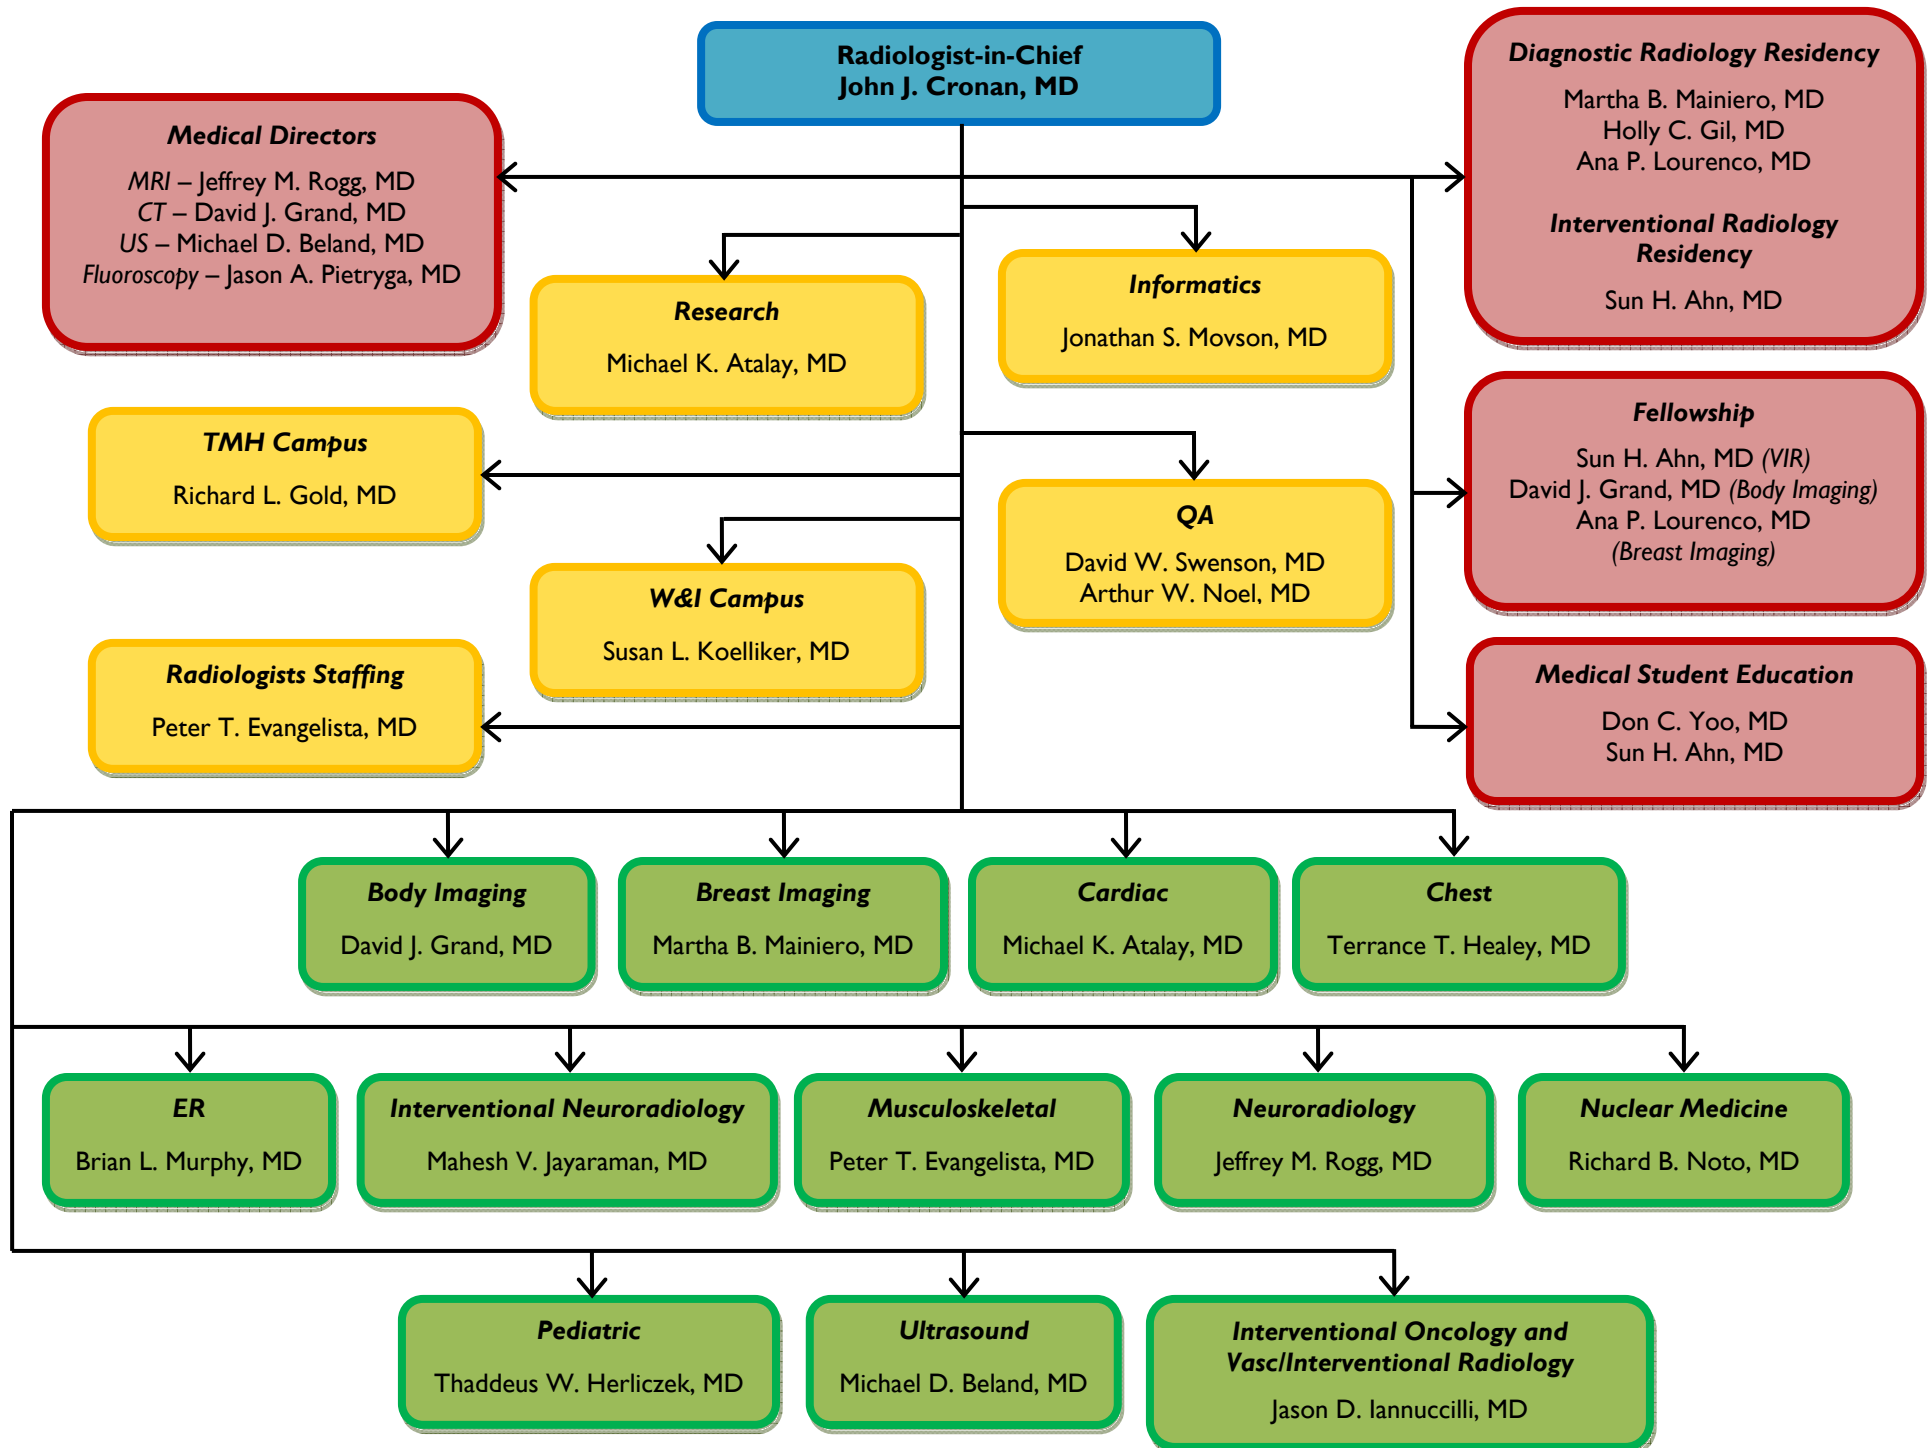 Radiologist-in-Chief
John J. Cronan, MD
Medical Directors
MRI – Jeffrey M. Rogg, MD
CT – David J. Grand, MD
US – Michael D. Beland, MD
Fluoroscopy – Jason A. Pietryga, MD
Diagnostic Radiology Residency
Martha B. Mainiero, MD
Holly C. Gil, MD
Ana P. Lourenco, MD
Interventional Radiology
Residency
Sun H. Ahn, MD
Research
Michael K. Atalay, MD
Informatics
Jonathan S. Movson, MD
TMH Campus
Richard L. Gold, MD
Fellowship
Sun H. Ahn, MD (VIR)
David J. Grand, MD (Body Imaging)
Ana P. Lourenco, MD
(Breast Imaging)
QA
David W. Swenson, MD
Arthur W. Noel, MD
W&I Campus
Susan L. Koelliker, MD
Radiologists Staffing
Peter T. Evangelista, MD
Medical Student Education
Don C. Yoo, MD
Sun H. Ahn, MD
Body Imaging
David J. Grand, MD
Breast Imaging
Martha B. Mainiero, MD
Cardiac
Michael K. Atalay, MD
Chest
Terrance T. Healey, MD
ER
Brian L. Murphy, MD
Interventional Neuroradiology
Mahesh V. Jayaraman, MD
Musculoskeletal
Peter T. Evangelista, MD
Neuroradiology
Jeffrey M. Rogg, MD
Nuclear Medicine
Richard B. Noto, MD
Pediatric
Thaddeus W. Herliczek, MD
Ultrasound
Michael D. Beland, MD
Interventional Oncology and
Vasc/Interventional Radiology
Jason D. Iannuccilli, MD